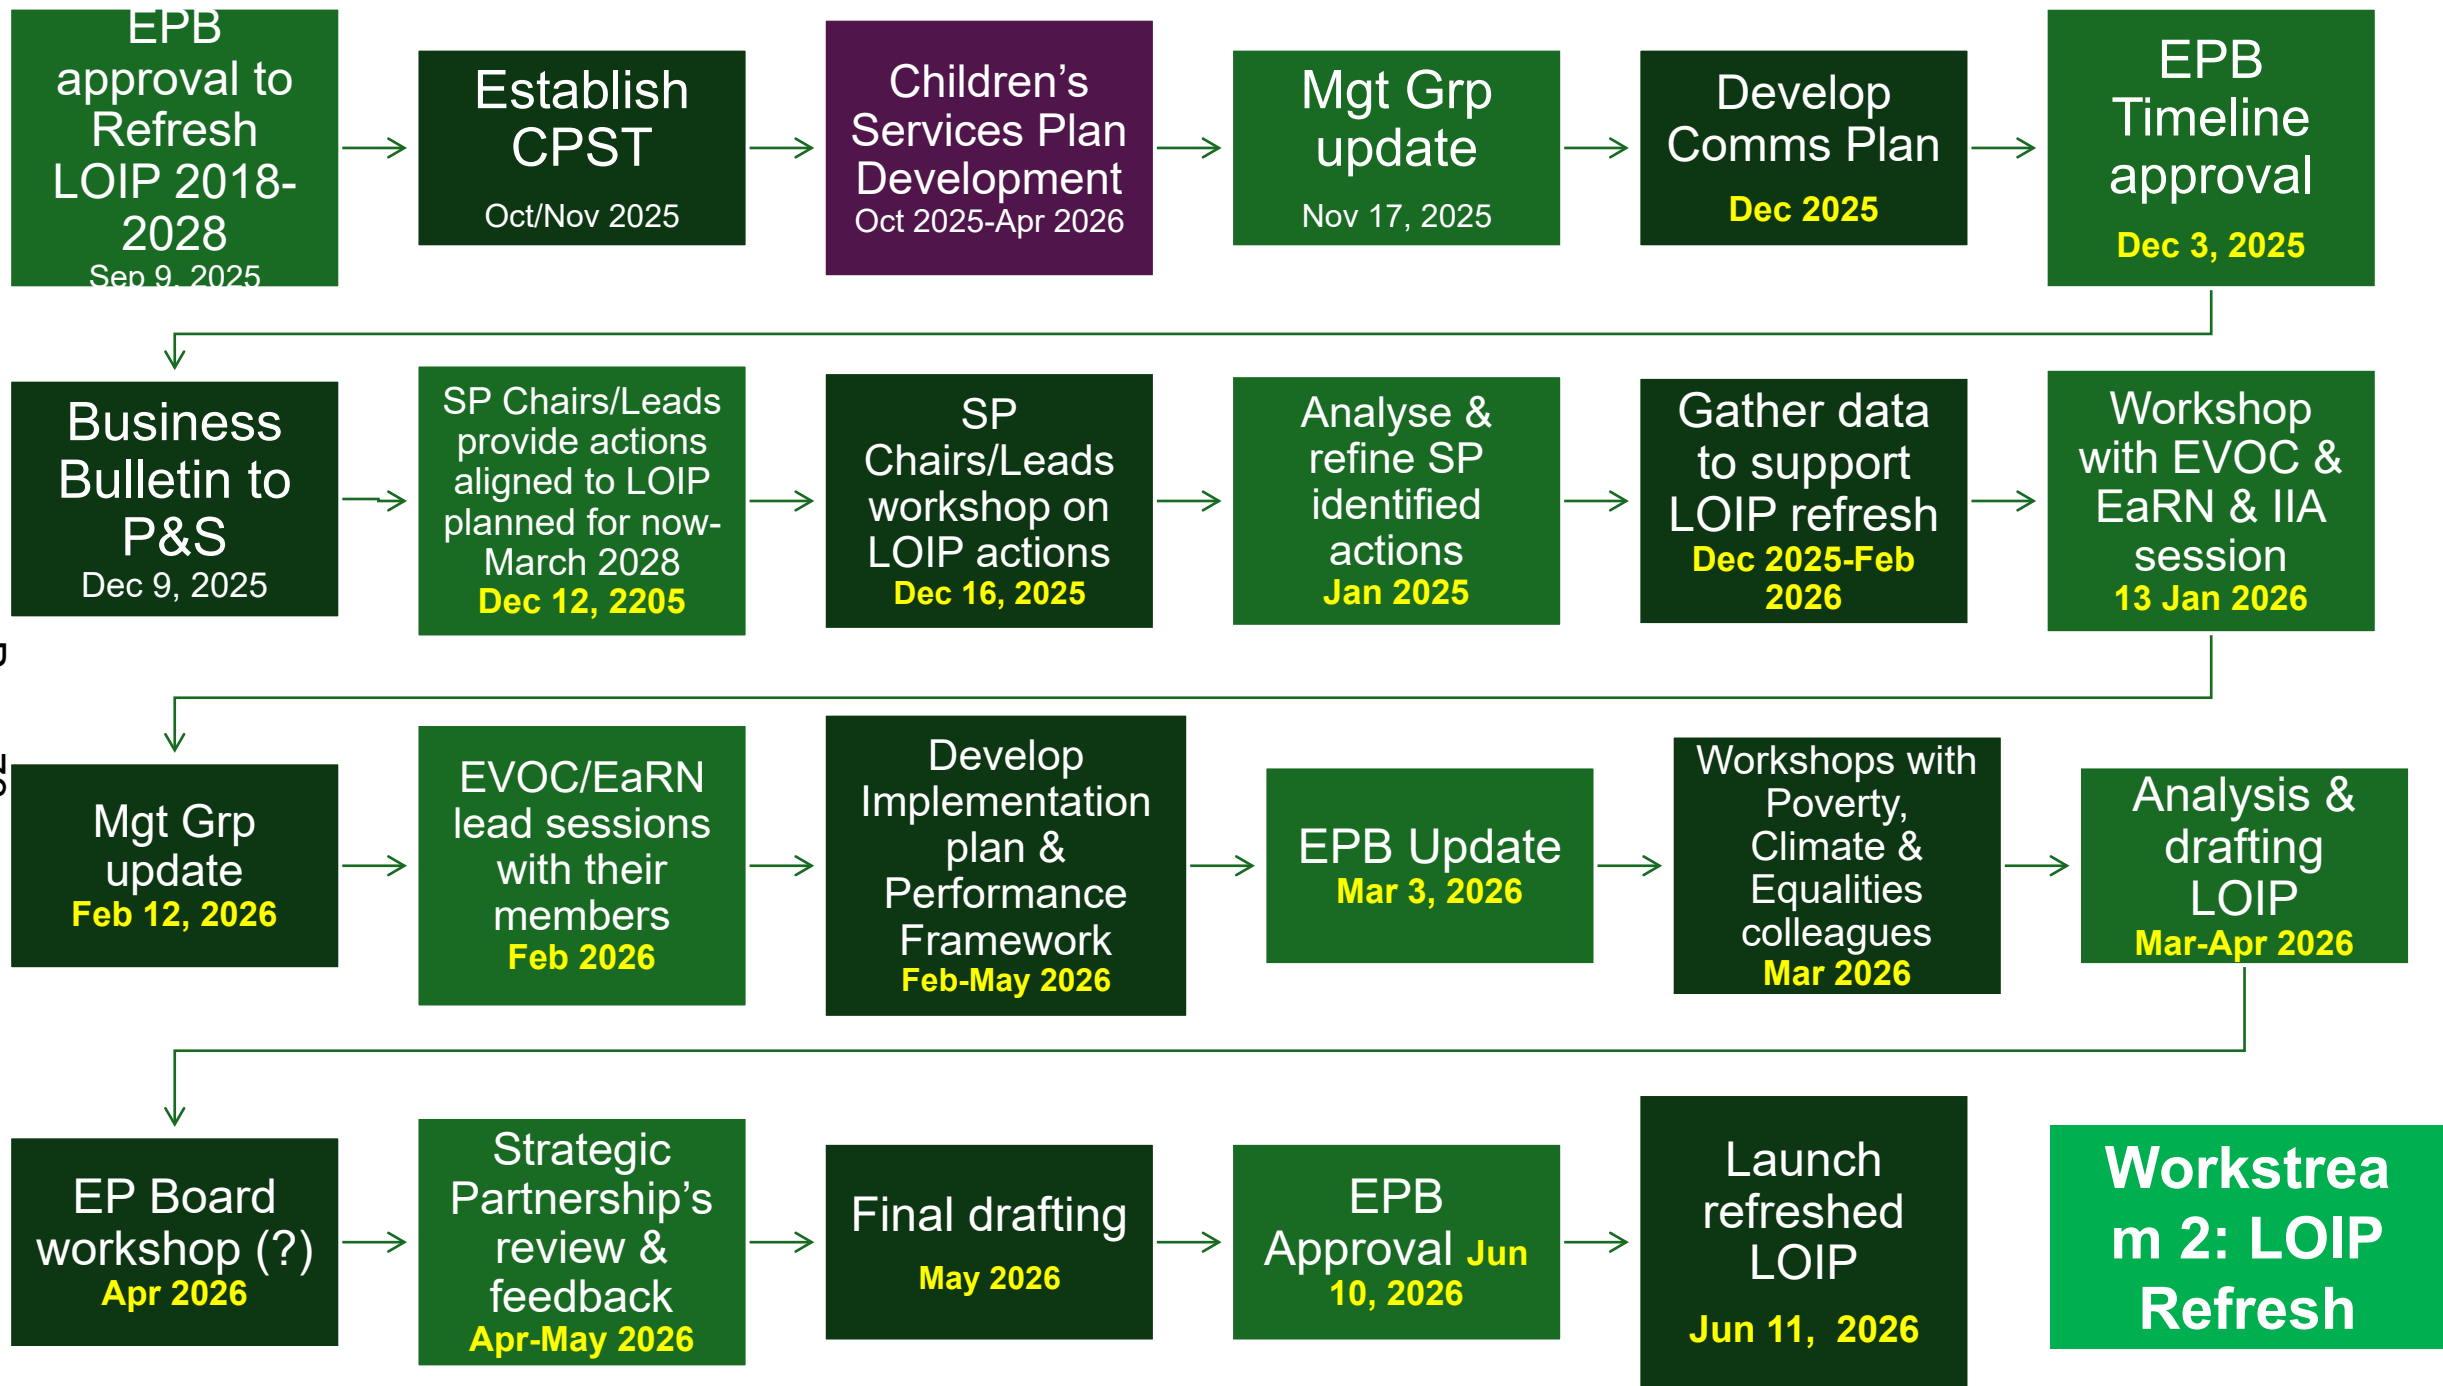 EPB
approval to
Refresh
LOIP 2018-
2028
Sep 9, 2025
Establish
CPST
Oct/Nov 2025
Children’s
Services Plan
Development
Oct 2025-Apr 2026
Mgt Grp
update
Nov 17, 2025
Develop
Comms Plan
Dec 2025
EPB
Timeline
approval
Dec 3, 2025
Business
Bulletin to
P&S
Dec 9, 2025
SP Chairs/Leads
provide actions
aligned to LOIP
planned for now-
March 2028
Dec 12, 2205
SP
Chairs/Leads
workshop on
LOIP actions
Dec 16, 2025
Analyse &
refine SP
identified
actions
Jan 2025
Gather data
to support
LOIP refresh
Dec 2025-Feb
2026
Workshop
with EVOC &
EaRN & IIA
session
13 Jan 2026
Mgt Grp
update
Feb 12, 2026
EVOC/EaRN
lead sessions
with their
members
Feb 2026
Develop
Implementation
plan &
Performance
Framework
Feb-May 2026
EPB Update
Mar 3, 2026
Workshops with
Poverty,
Climate &
Equalities
colleagues
Mar 2026
Analysis &
drafting
LOIP
Mar-Apr 2026
EP Board
workshop (?)
Apr 2026
Strategic
Partnership’s
review &
feedback
Apr-May 2026
Final drafting
May 2026
EPB
Approval Jun
10, 2026
Launch
refreshed
LOIP
Jun 11, 2026
Workstrea
m 2: LOIP
Refresh